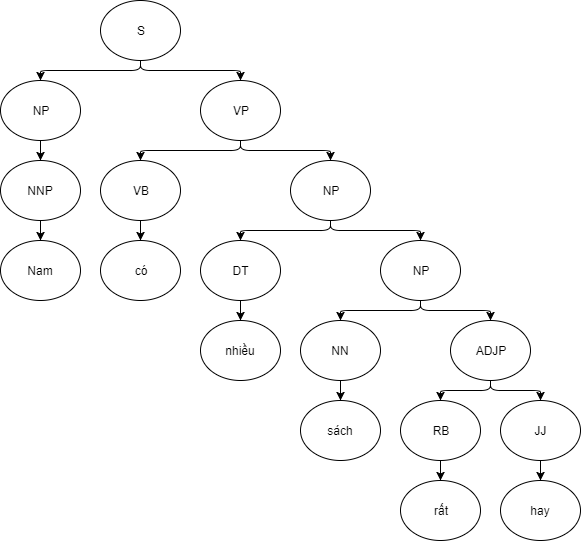 S
NP VP
NNP VB NP
Nam có DT NP
nhiều NN ADJP
sách RB JJ
rất hay